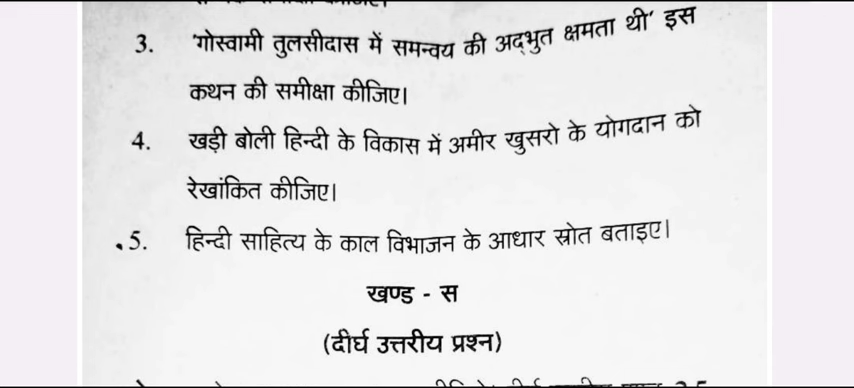 3. 'गोस्वामी तुलसीदास में समन्वय की अद्भुत क्षमता थी' इस
कथन की समीक्षा कीजिए।
4. खड़ी बोली हिन्दी के विकास में अमीर खुसरो के योगदान को
रेखांकित कीजिए।
5. हिन्दी साहित्य के काल विभाजन के आधार स्रोत बताइए।
खण्ड - स
(दीर्घ उत्तरीय प्रश्न)